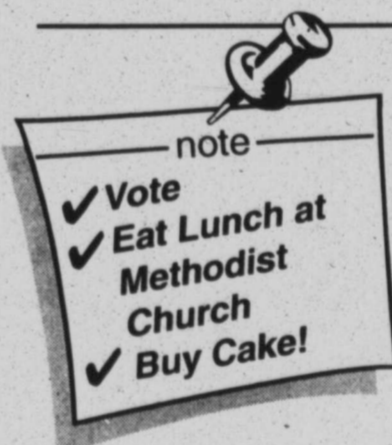 note
✓ Vote
✓ Eat Lunch at
Methodist
Church
✓ Buy Cake!